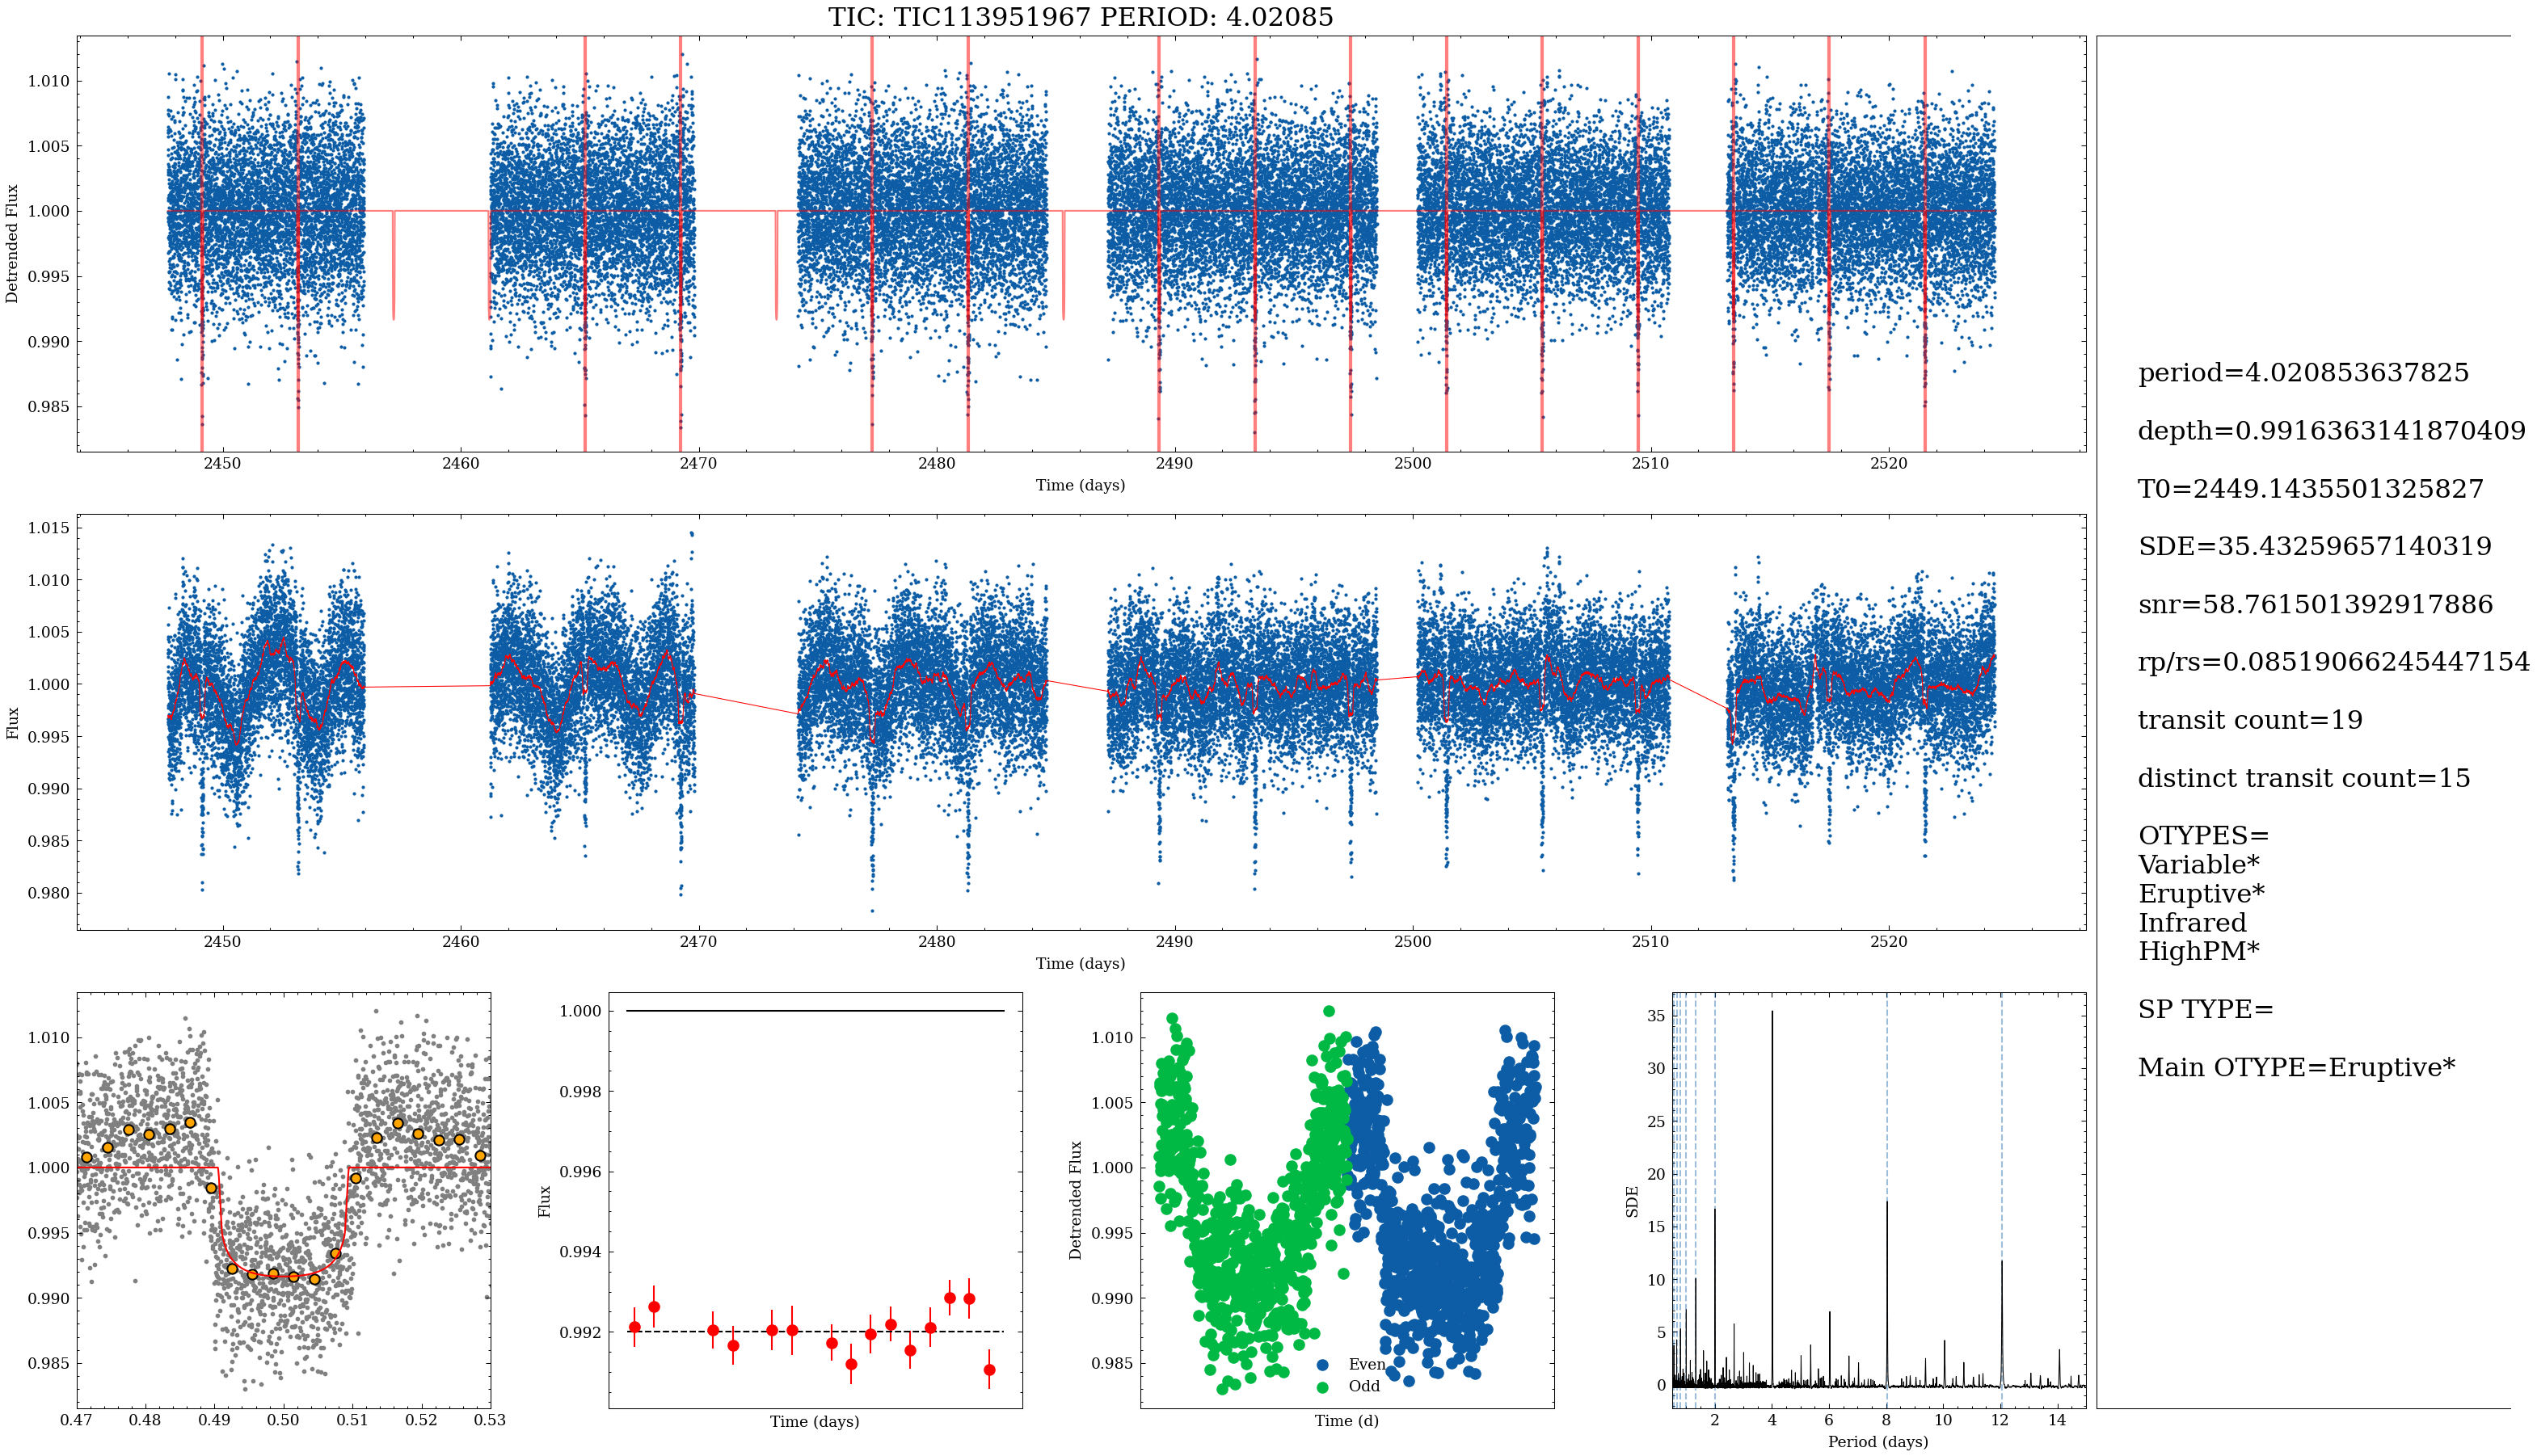 TIC: TIC113951967 PERIOD: 4.02085
1.010
1.005
1.000
0.995
0.990
0.985
Detrended Flux
2450 2460 2470 2480 2490 2500 2510 2520
Time (days)
1.015
1.010
1.005
1.000
0.995
0.990
0.985
0.980
Flux
2450 2460 2470 2480 2490 2500 2510 2520
Time (days)
1.010
1.005
1.000
0.995
0.990
0.985
0.47 0.48 0.49 0.50 0.51 0.52 0.53
1.000
0.998
0.996
0.994
0.992
Flux
Time (days)
1.010
1.005
1.000
0.995
0.990
0.985
Detrended Flux
Even
Odd
Time (d)
35
30
25
20
15
10
5
0
SDE
2 4 6 8 10 12 14
Period (days)
period=4.020853637825
depth=0.9916363141870409
T0=2449.1435501325827
SDE=35.43259657140319
snr=58.761501392917886
rp/rs=0.08519066245447154
transit count=19
distinct transit count=15
OTYPES=
Variable*
Eruptive*
Infrared
HighPM*
SP TYPE=
Main OTYPE=Eruptive*